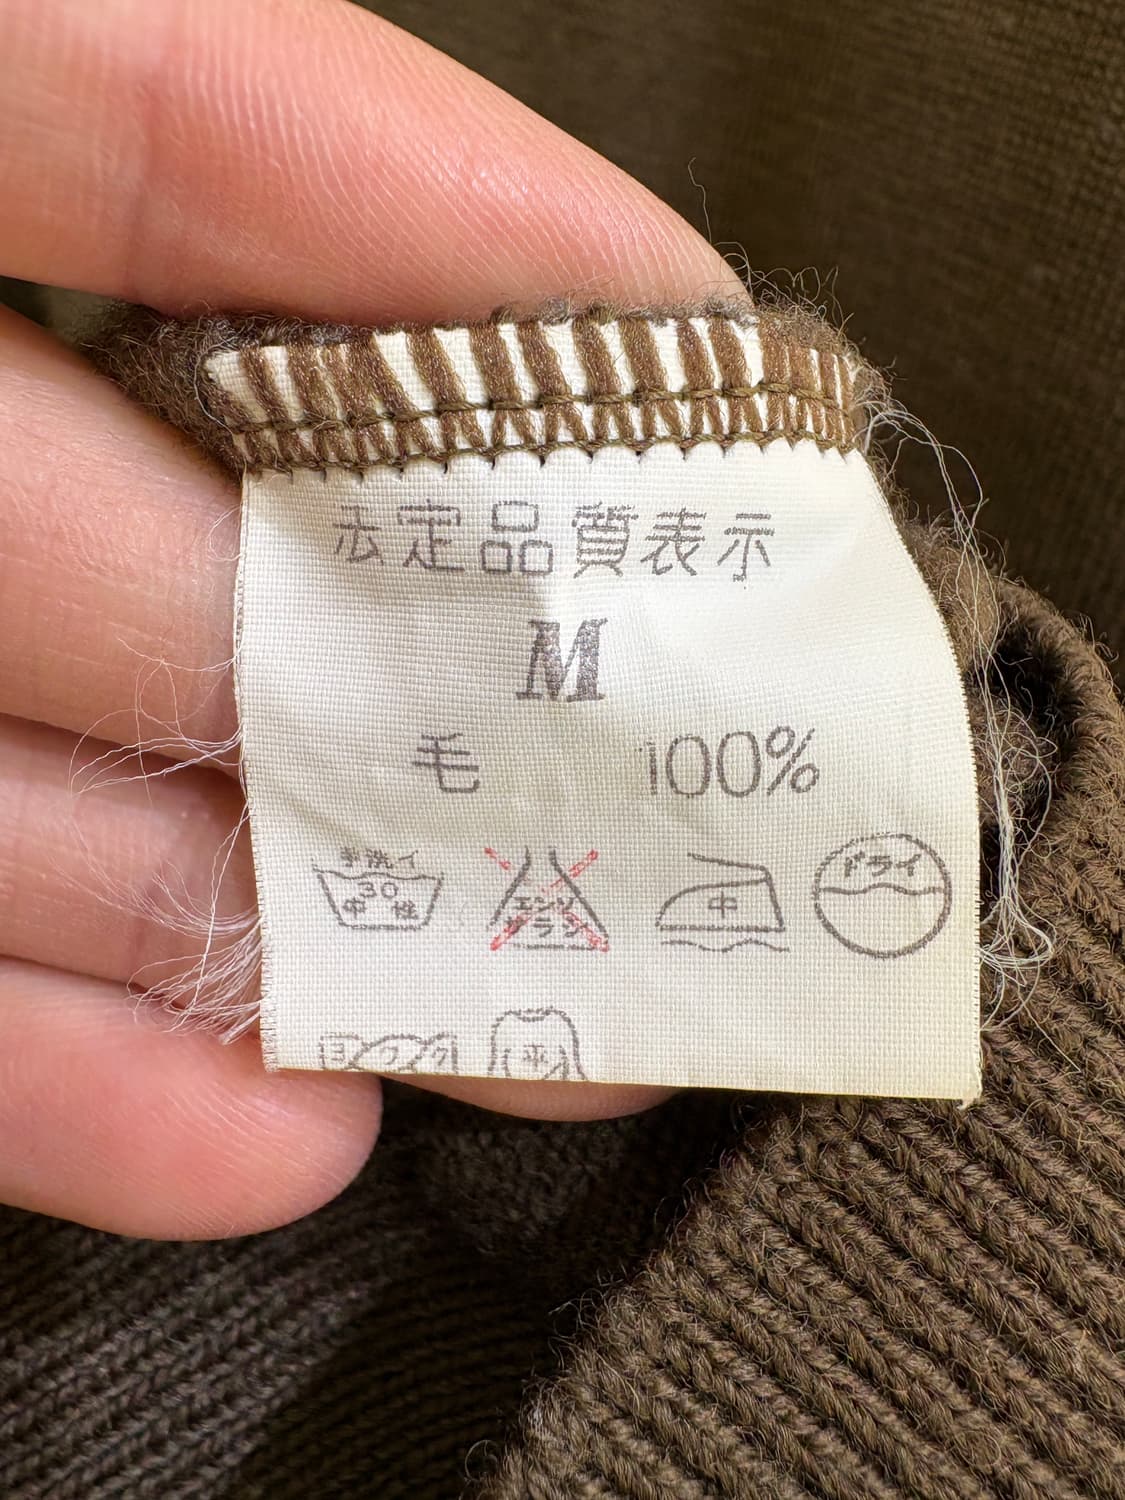 法定品質表示
M
毛 100%
手洗イ
30
中性
エンソ
サラシ
中
ドライ
ヨワク
平